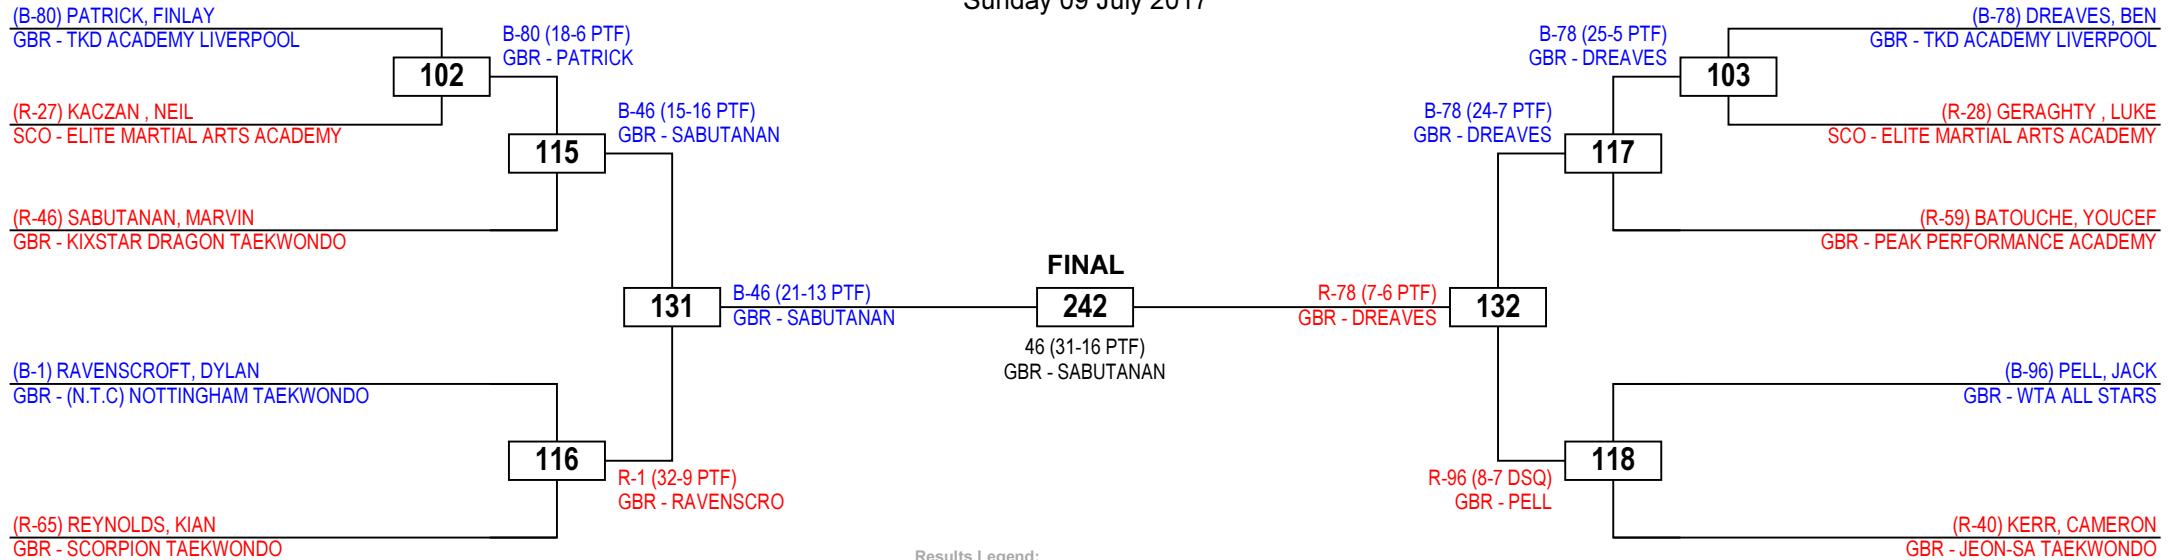 Sunday 09 July 2017
(B-80) PATRICK, FINLAY
GBR - TKD ACADEMY LIVERPOOL
102
B-80 (18-6 PTF)
GBR - PATRICK
(R-27) KACZAN , NEIL
SCO - ELITE MARTIAL ARTS ACADEMY
B-46 (15-16 PTF)
GBR - SABUTANAN
115
(R-46) SABUTANAN, MARVIN
GBR - KIXSTAR DRAGON TAEKWONDO
131
B-46 (21-13 PTF)
GBR - SABUTANAN
(B-1) RAVENSCROFT, DYLAN
GBR - (N.T.C) NOTTINGHAM TAEKWONDO
116
R-1 (32-9 PTF)
GBR - RAVENSCRO
(R-65) REYNOLDS, KIAN
GBR - SCORPION TAEKWONDO
FINAL
242
46 (31-16 PTF)
GBR - SABUTANAN
(B-78) DREAVES, BEN
GBR - TKD ACADEMY LIVERPOOL
B-78 (25-5 PTF)
GBR - DREAVES
103
(R-28) GERAGHTY , LUKE
SCO - ELITE MARTIAL ARTS ACADEMY
B-78 (24-7 PTF)
GBR - DREAVES
117
(R-59) BATOUCHE, YOUCEF
GBR - PEAK PERFORMANCE ACADEMY
R-78 (7-6 PTF)
GBR - DREAVES
132
(B-96) PELL, JACK
GBR - WTA ALL STARS
118
R-96 (8-7 DSQ)
GBR - PELL
(R-40) KERR, CAMERON
GBR - JEON-SA TAEKWONDO
Results Legend: